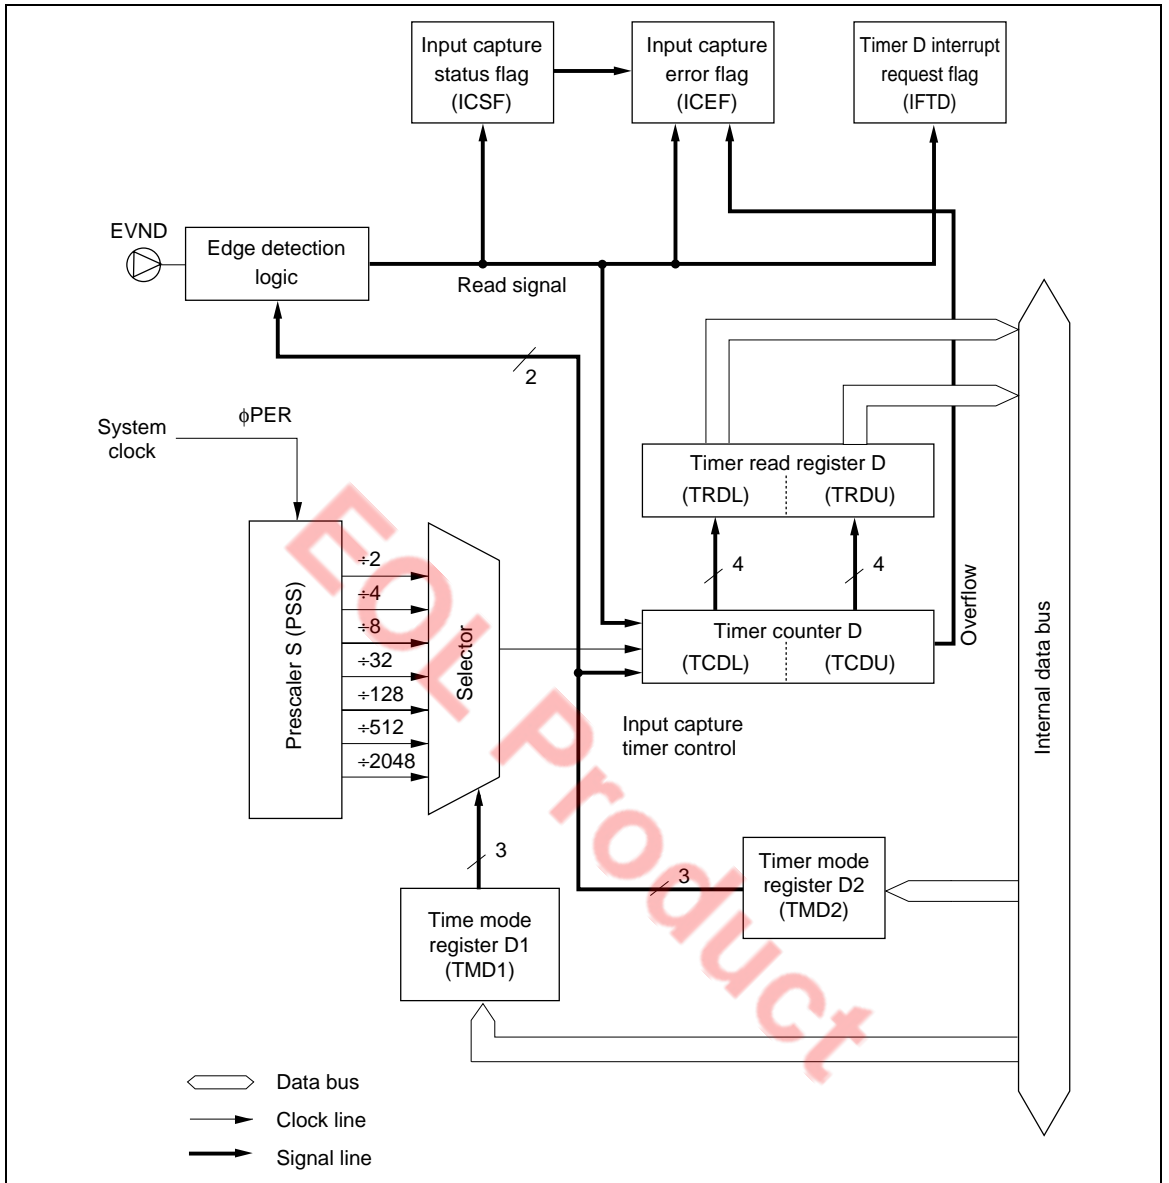 Input capture
status flag
(ICSF)
Input capture
error flag
(ICEF)
Timer D interrupt
request flag
(IFTD)
EVND
Edge detection
logic
Read signal
2
ϕPER
System
clock
Timer read register D
(TRDL)
(TRDU)
4
4
Prescaler S (PSS)
÷2
÷4
÷8
÷32
÷128
÷512
÷2048
Selector
Timer counter D
(TCDL)
(TCDU)
Overflow
Internal data bus
Input capture
timer control
3
3
Timer mode
register D2
(TMD2)
Time mode
register D1
(TMD1)
Data bus
Clock line
Signal line
EOL Product